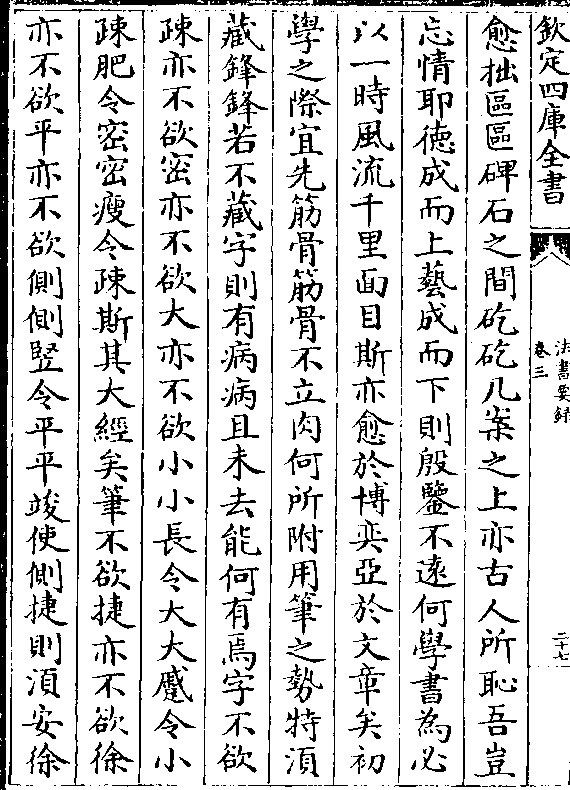 欽定四庫全書
法書要録
卷三
二十七
愈拙區區碑石之間矻矻几案之上亦古人所恥吾豈
忘情耶德成而上藝成而下則殷鑒不遠何學書為必
以一時風流千里面目斯亦愈於博奕亞於文章矣初
學之際宜先筋骨筋骨不立肉何所附用筆之勢特須
藏鋒鋒若不藏字則有病病且未去能何有焉字不欲
疎亦不欲密亦不欲大亦不欲小小長令大大蹙令小
疎肥令密密瘦令疎斯其大經矣筆不欲捷亦不欲徐
亦不欲平亦不欲側側竪令平平竣使側捷則須安徐